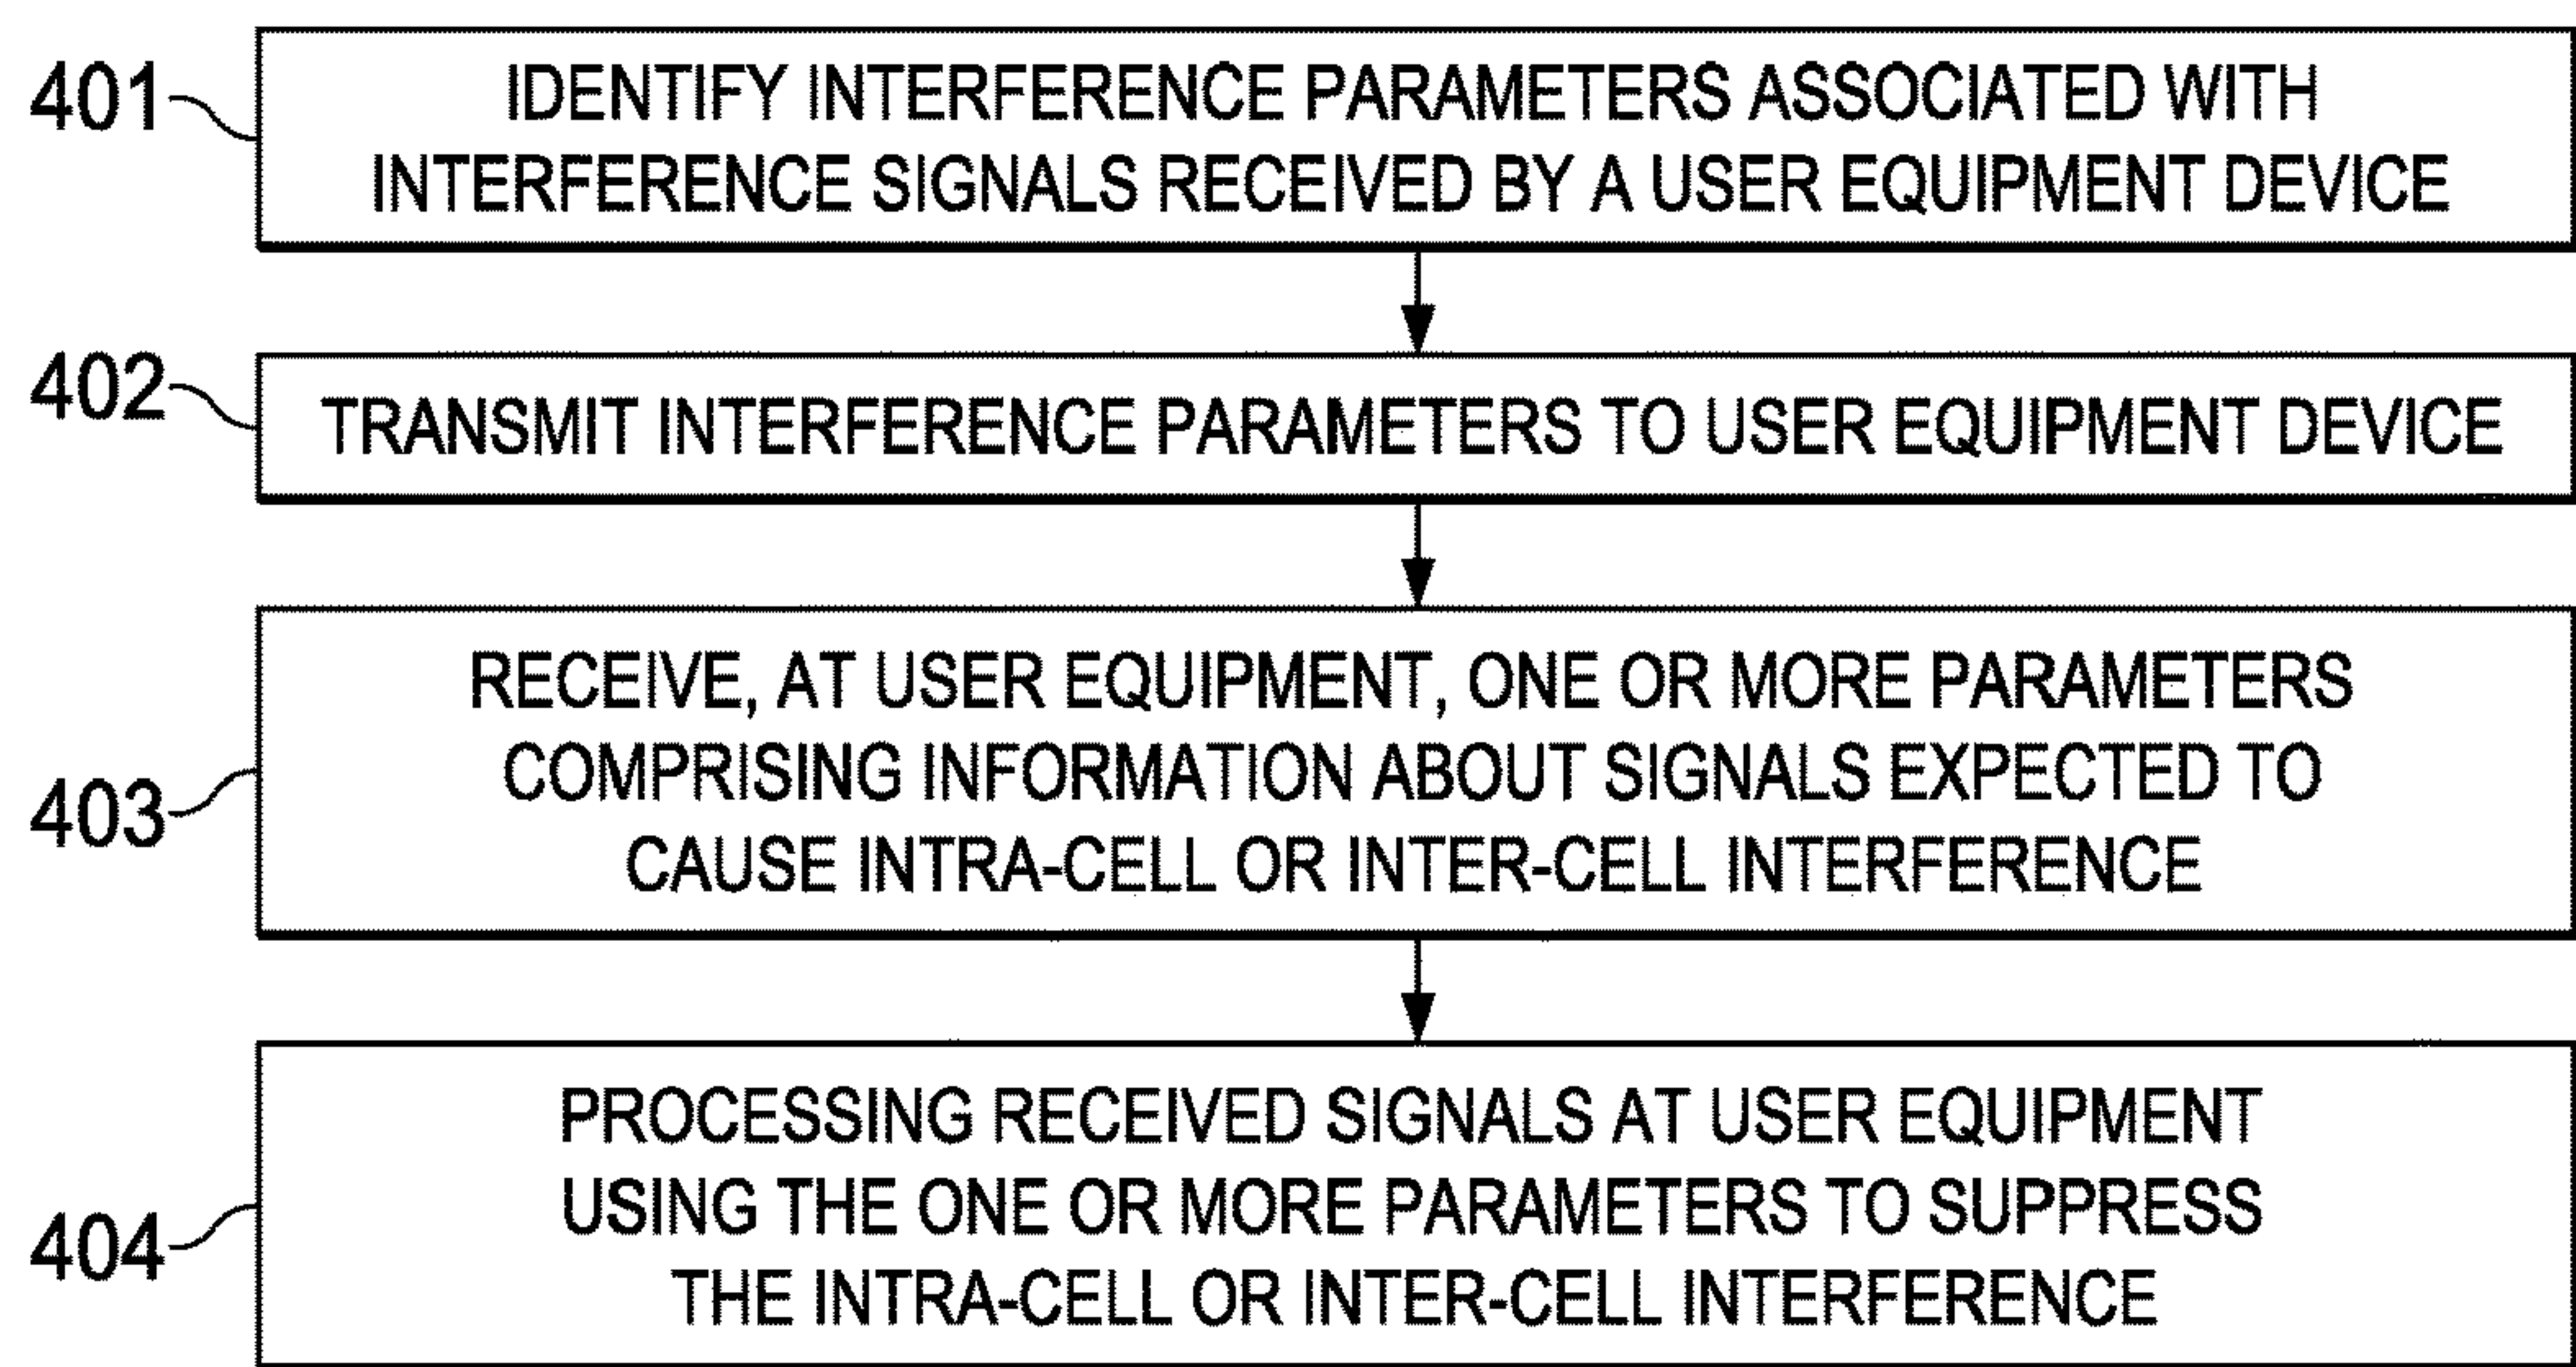 401
IDENTIFY INTERFERENCE PARAMETERS ASSOCIATED WITH
INTERFERENCE SIGNALS RECEIVED BY A USER EQUIPMENT DEVICE
402
TRANSMIT INTERFERENCE PARAMETERS TO USER EQUIPMENT DEVICE
403
RECEIVE, AT USER EQUIPMENT, ONE OR MORE PARAMETERS
COMPRISING INFORMATION ABOUT SIGNALS EXPECTED TO
CAUSE INTRA-CELL OR INTER-CELL INTERFERENCE
404
PROCESSING RECEIVED SIGNALS AT USER EQUIPMENT
USING THE ONE OR MORE PARAMETERS TO SUPPRESS
THE INTRA-CELL OR INTER-CELL INTERFERENCE